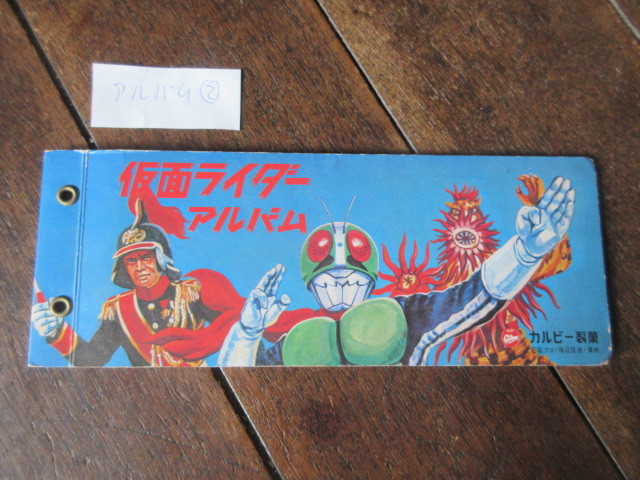 アルバム②
仮面ライダー
アルバム
カルビー製菓